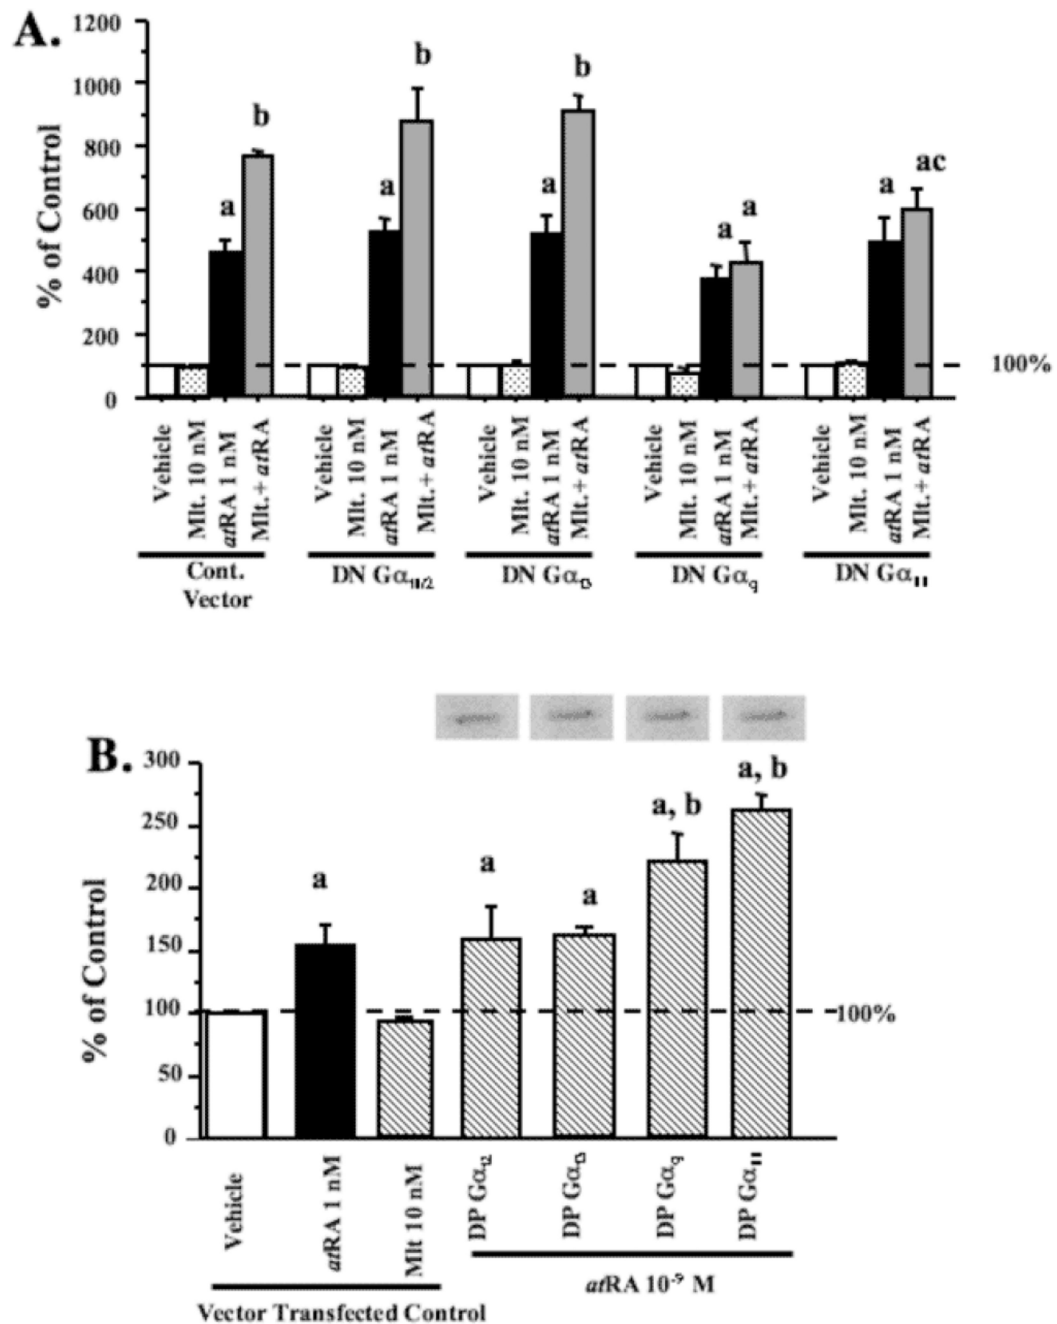 A.
% of Control
1200
1000
800
600
400
200
0
a
b
a
b
a
b
a
a
a
ac
100%
Vehicle
Mlt. 10 nM
atRA 1 nM
Mlt.+ atRA
Vehicle
Mlt. 10 nM
atRA 1 nM
Mlt.+ atRA
Vehicle
Mlt. 10 nM
atRA 1 nM
Mlt.+ atRA
Vehicle
Mlt. 10 nM
atRA 1 nM
Mlt.+ atRA
Vehicle
Mlt. 10 nM
atRA 1 nM
Mlt.+ atRA
Cont.
Vector
DN Gαi1/2
DN Gαi3
DN Gαq
DN Gα11
B.
% of Control
300
250
200
150
100
50
0
a
a
a
a, b
a, b
100%
Vehicle
atRA 1 nM
Mlt 10 nM
DP Gαi2
DP Gαi3
DP Gαq
DP Gα11
Vector Transfected Control
atRA 10⁻⁹ M